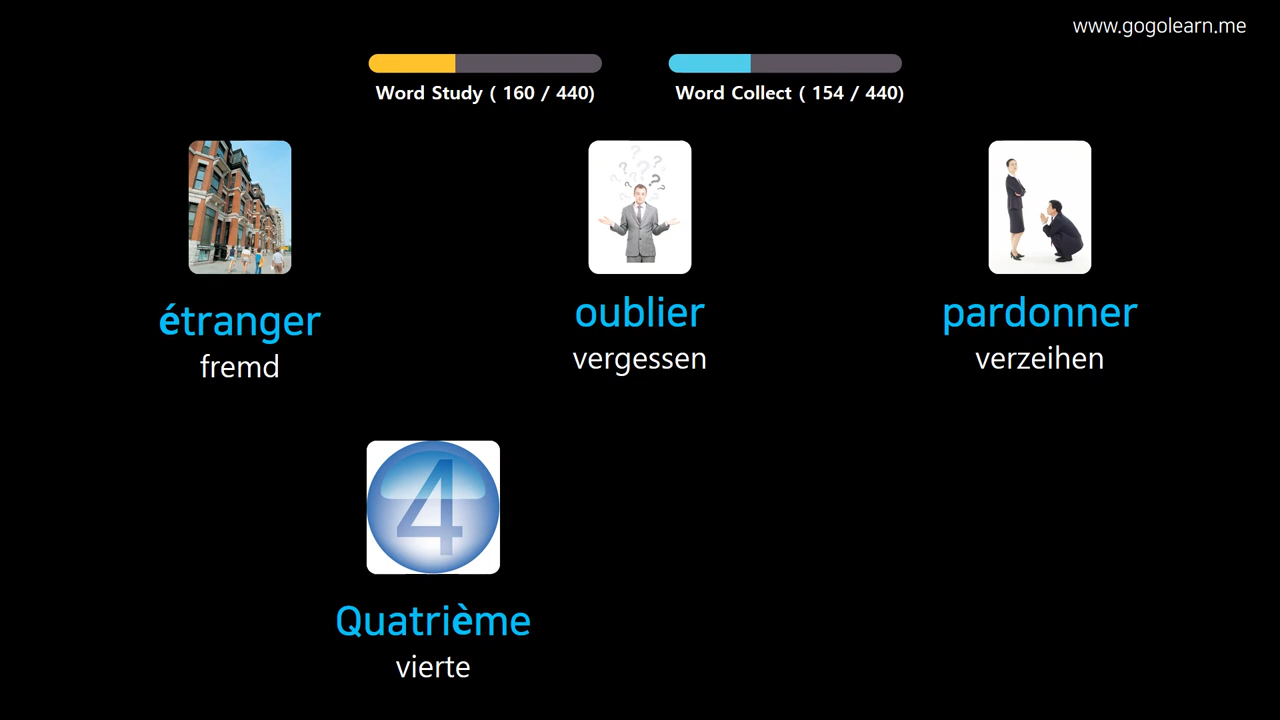 www.gogolearn.me
Word Study ( 160 / 440)
Word Collect ( 154 / 440)
étranger
fremd
oublier
vergessen
pardonner
verzeihen
4
Quatrième
vierte